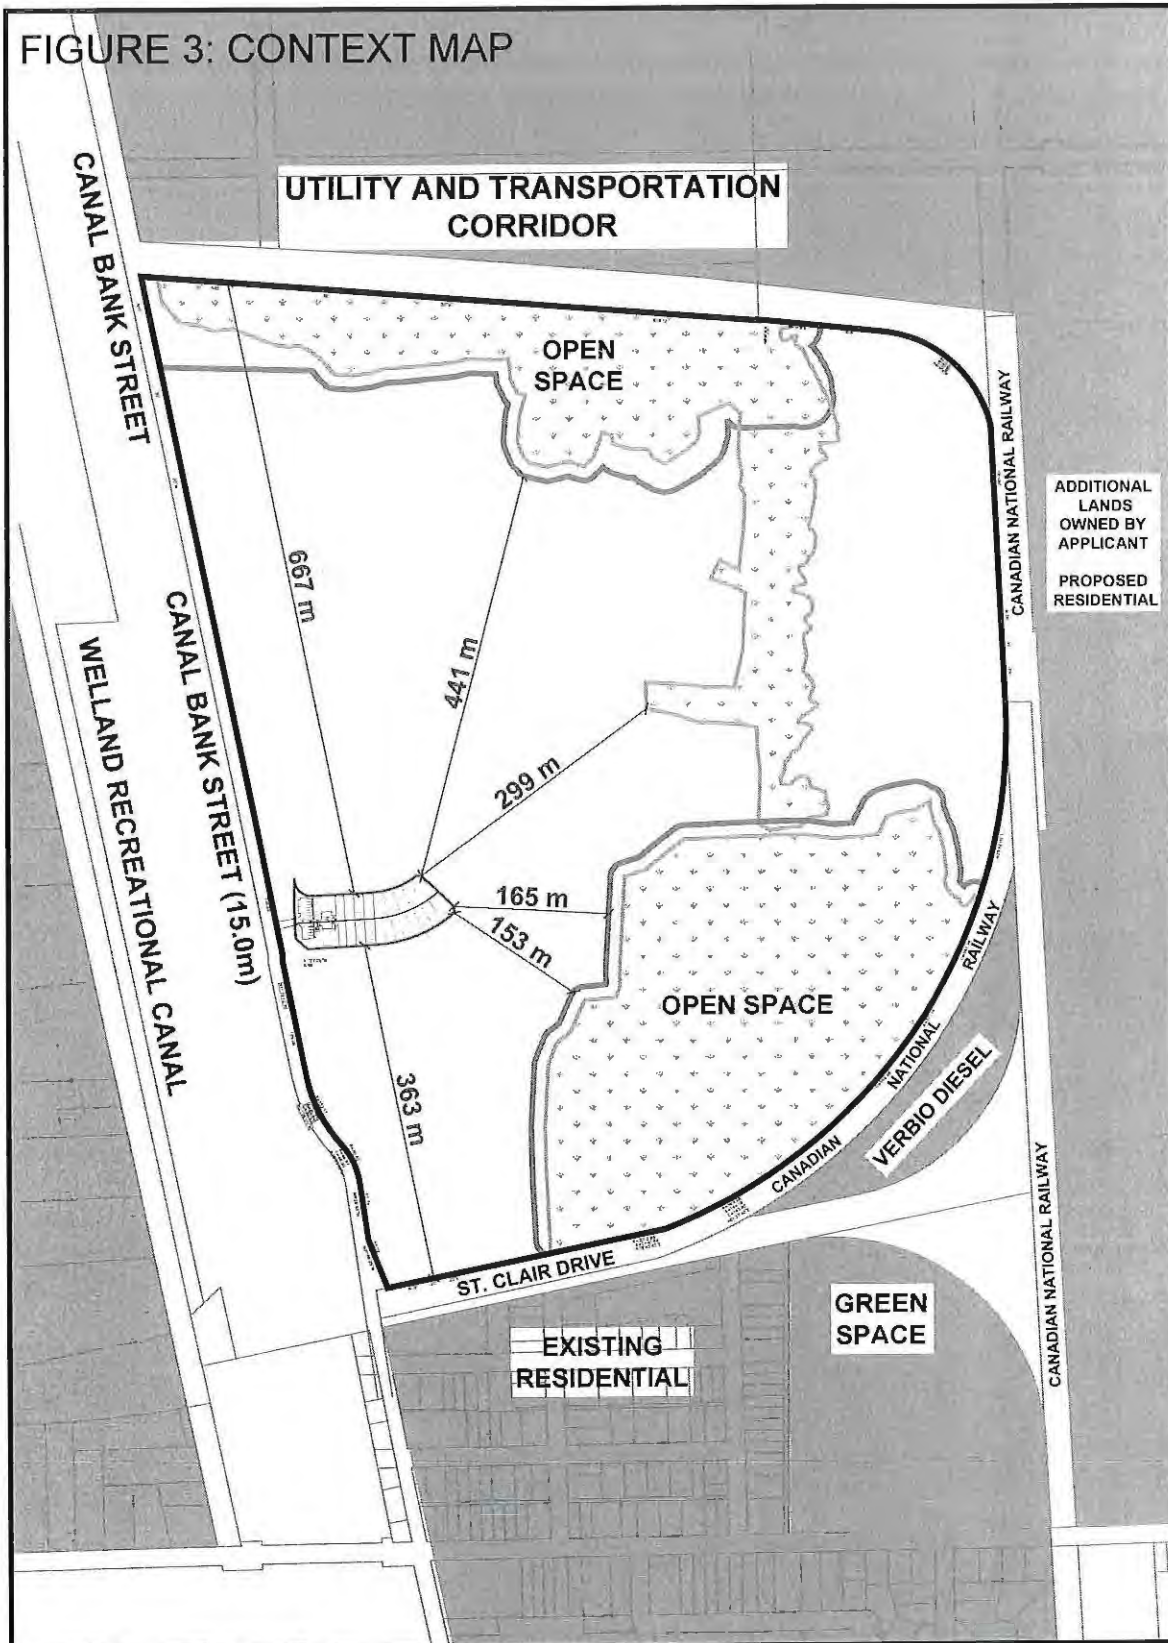 FIGURE 3: CONTEXT MAP
UTILITY AND TRANSPORTATION
CORRIDOR
CANAL BANK STREET
OPEN
SPACE
CANADIAN NATIONAL RAILWAY
ADDITIONAL
LANDS
OWNED BY
APPLICANT
PROPOSED
RESIDENTIAL
667 m
441 m
299 m
CANAL BANK STREET (15.0m)
WELLAND RECREATIONAL CANAL
165 m
153 m
OPEN SPACE
363 m
CANADIAN NATIONAL RAILWAY
VERBIO DIESEL
CANADIAN NATIONAL RAILWAY
ST. CLAIR DRIVE
GREEN
SPACE
EXISTING
RESIDENTIAL